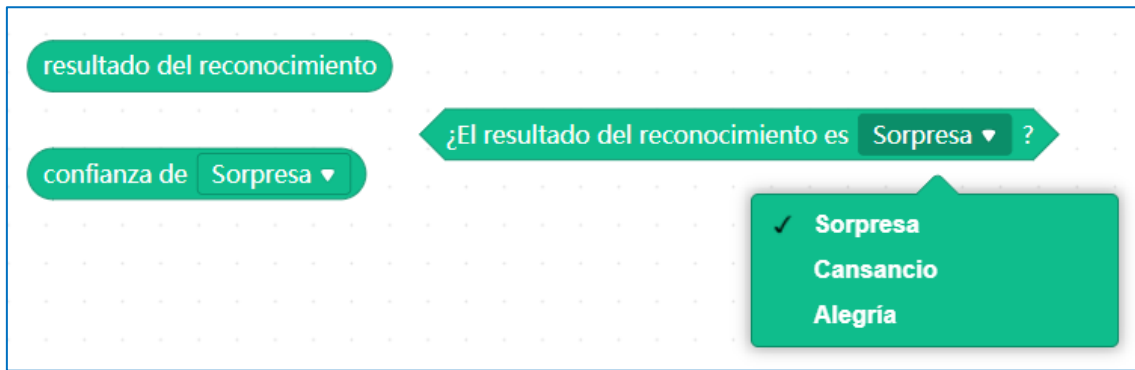 resultado del reconocimiento
¿El resultado del reconocimiento es Sorpresa ?
confianza de Sorpresa
Sorpresa
Cansancio
Alegría